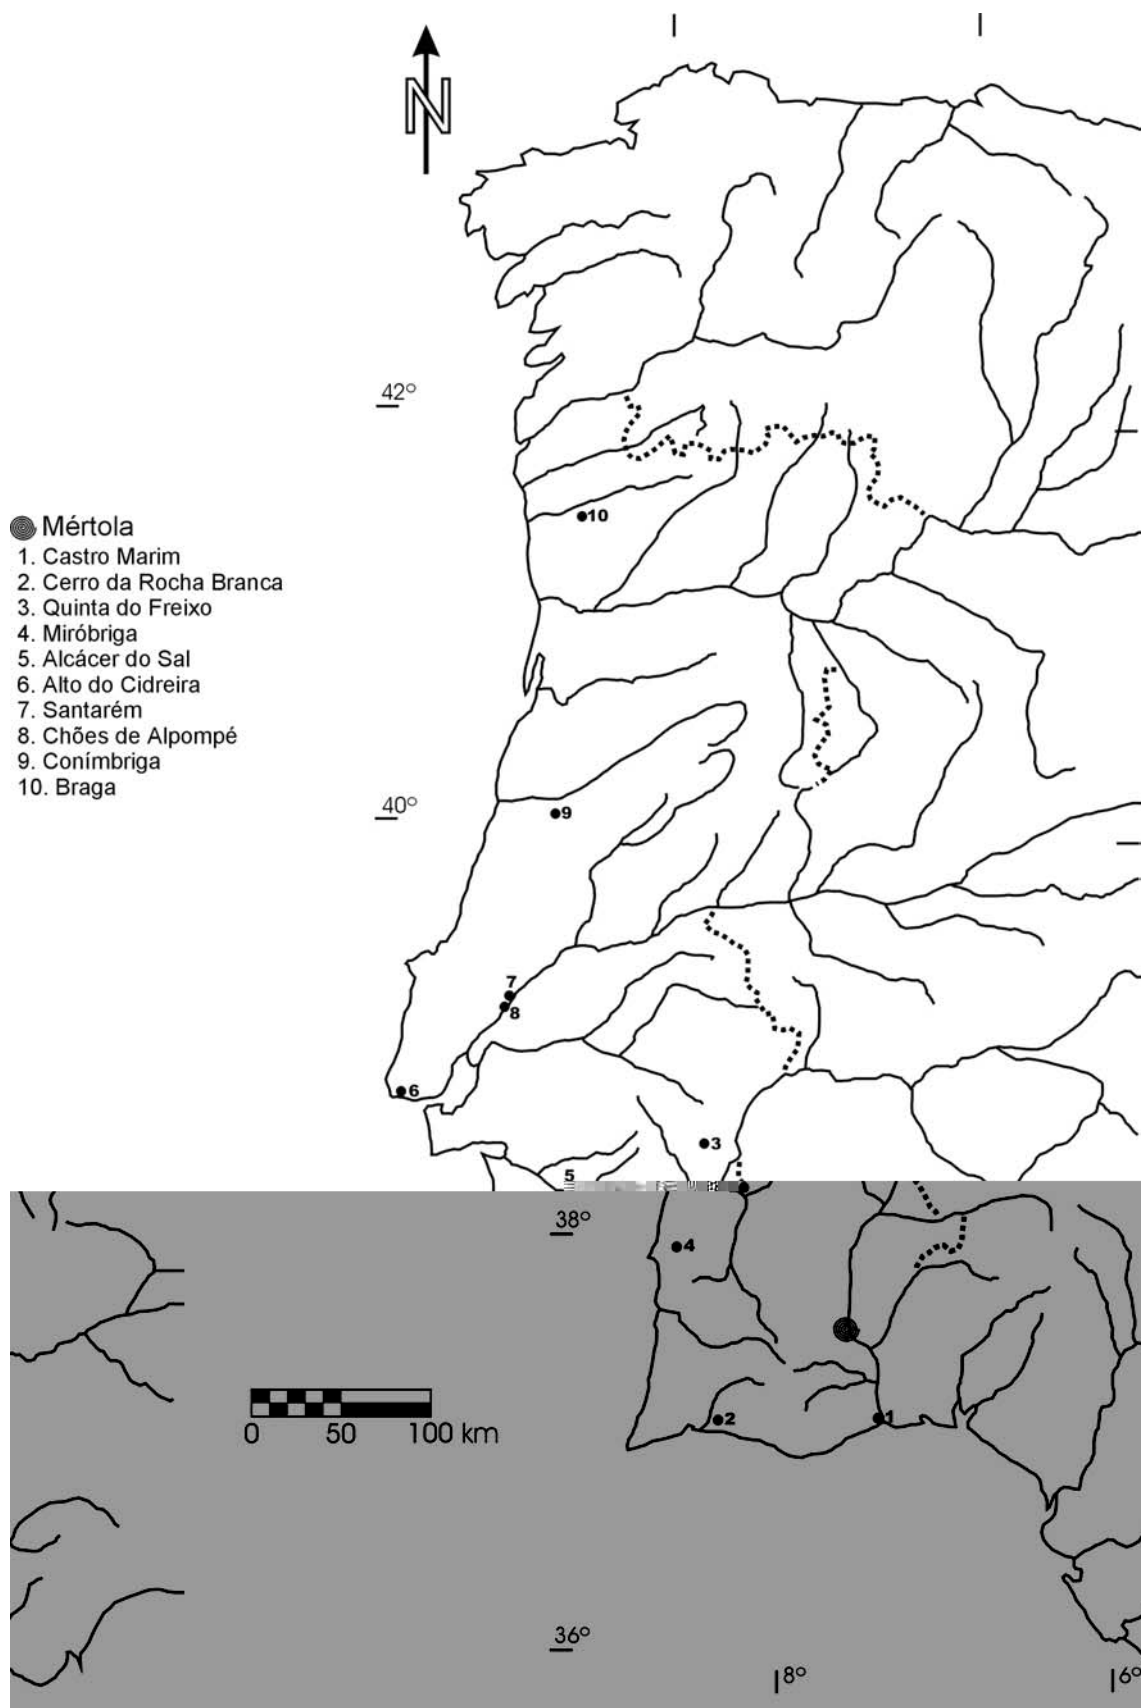 N
42°
10
Mértola
1. Castro Marim
2. Cerro da Rocha Branca
3. Quinta do Freixo
4. Miróbriga
5. Alcácer do Sal
6. Alto do Cidreira
7. Santarém
8. Chões de Alpompé
9. Conímbriga
10. Braga
40°
9
7
8
6
3
5
38°
4
2
1
0 50 100 km
36°
8°
6°